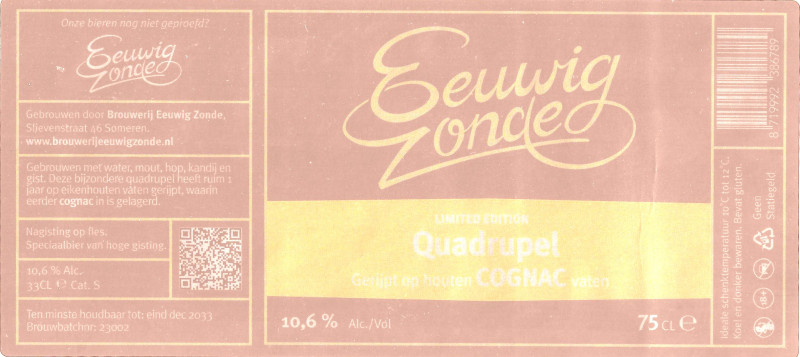 Onze bieren nog niet geproefd?
Eeuwig
Zonde
Gebrouwen door Brouwerij Eeuwig Zonde,
Slievenstraat 46 Someren.
www.brouwerijeeuwigzonde.nl
Gebrouwen met water, mout, hop, kandij en
gist. Deze bijzondere quadrupel heeft ruim 1
jaar op eikenhouten vaten gerijpt, waarin
eerder cognac in is gelagerd.
Nagisting op fles.
Speciaalbier van hoge gisting.
10,6 % Alc.
33CL ℮ Cat. S
Ten minste houdbaar tot: eind dec 2033
Brouwbatchnr: 23002
Eeuwig
Zonde
LIMITED EDITION
Quadrupel
Gerijpt op houten COGNAC vaten
10,6 % Alc./Vol
75 CL ℮
8 719992 386789
Ideale schenktemperatuur 10°C tot 12°C.
Koel en donker bewaren. Bevat gluten.
Geen
Statiegeld
18+